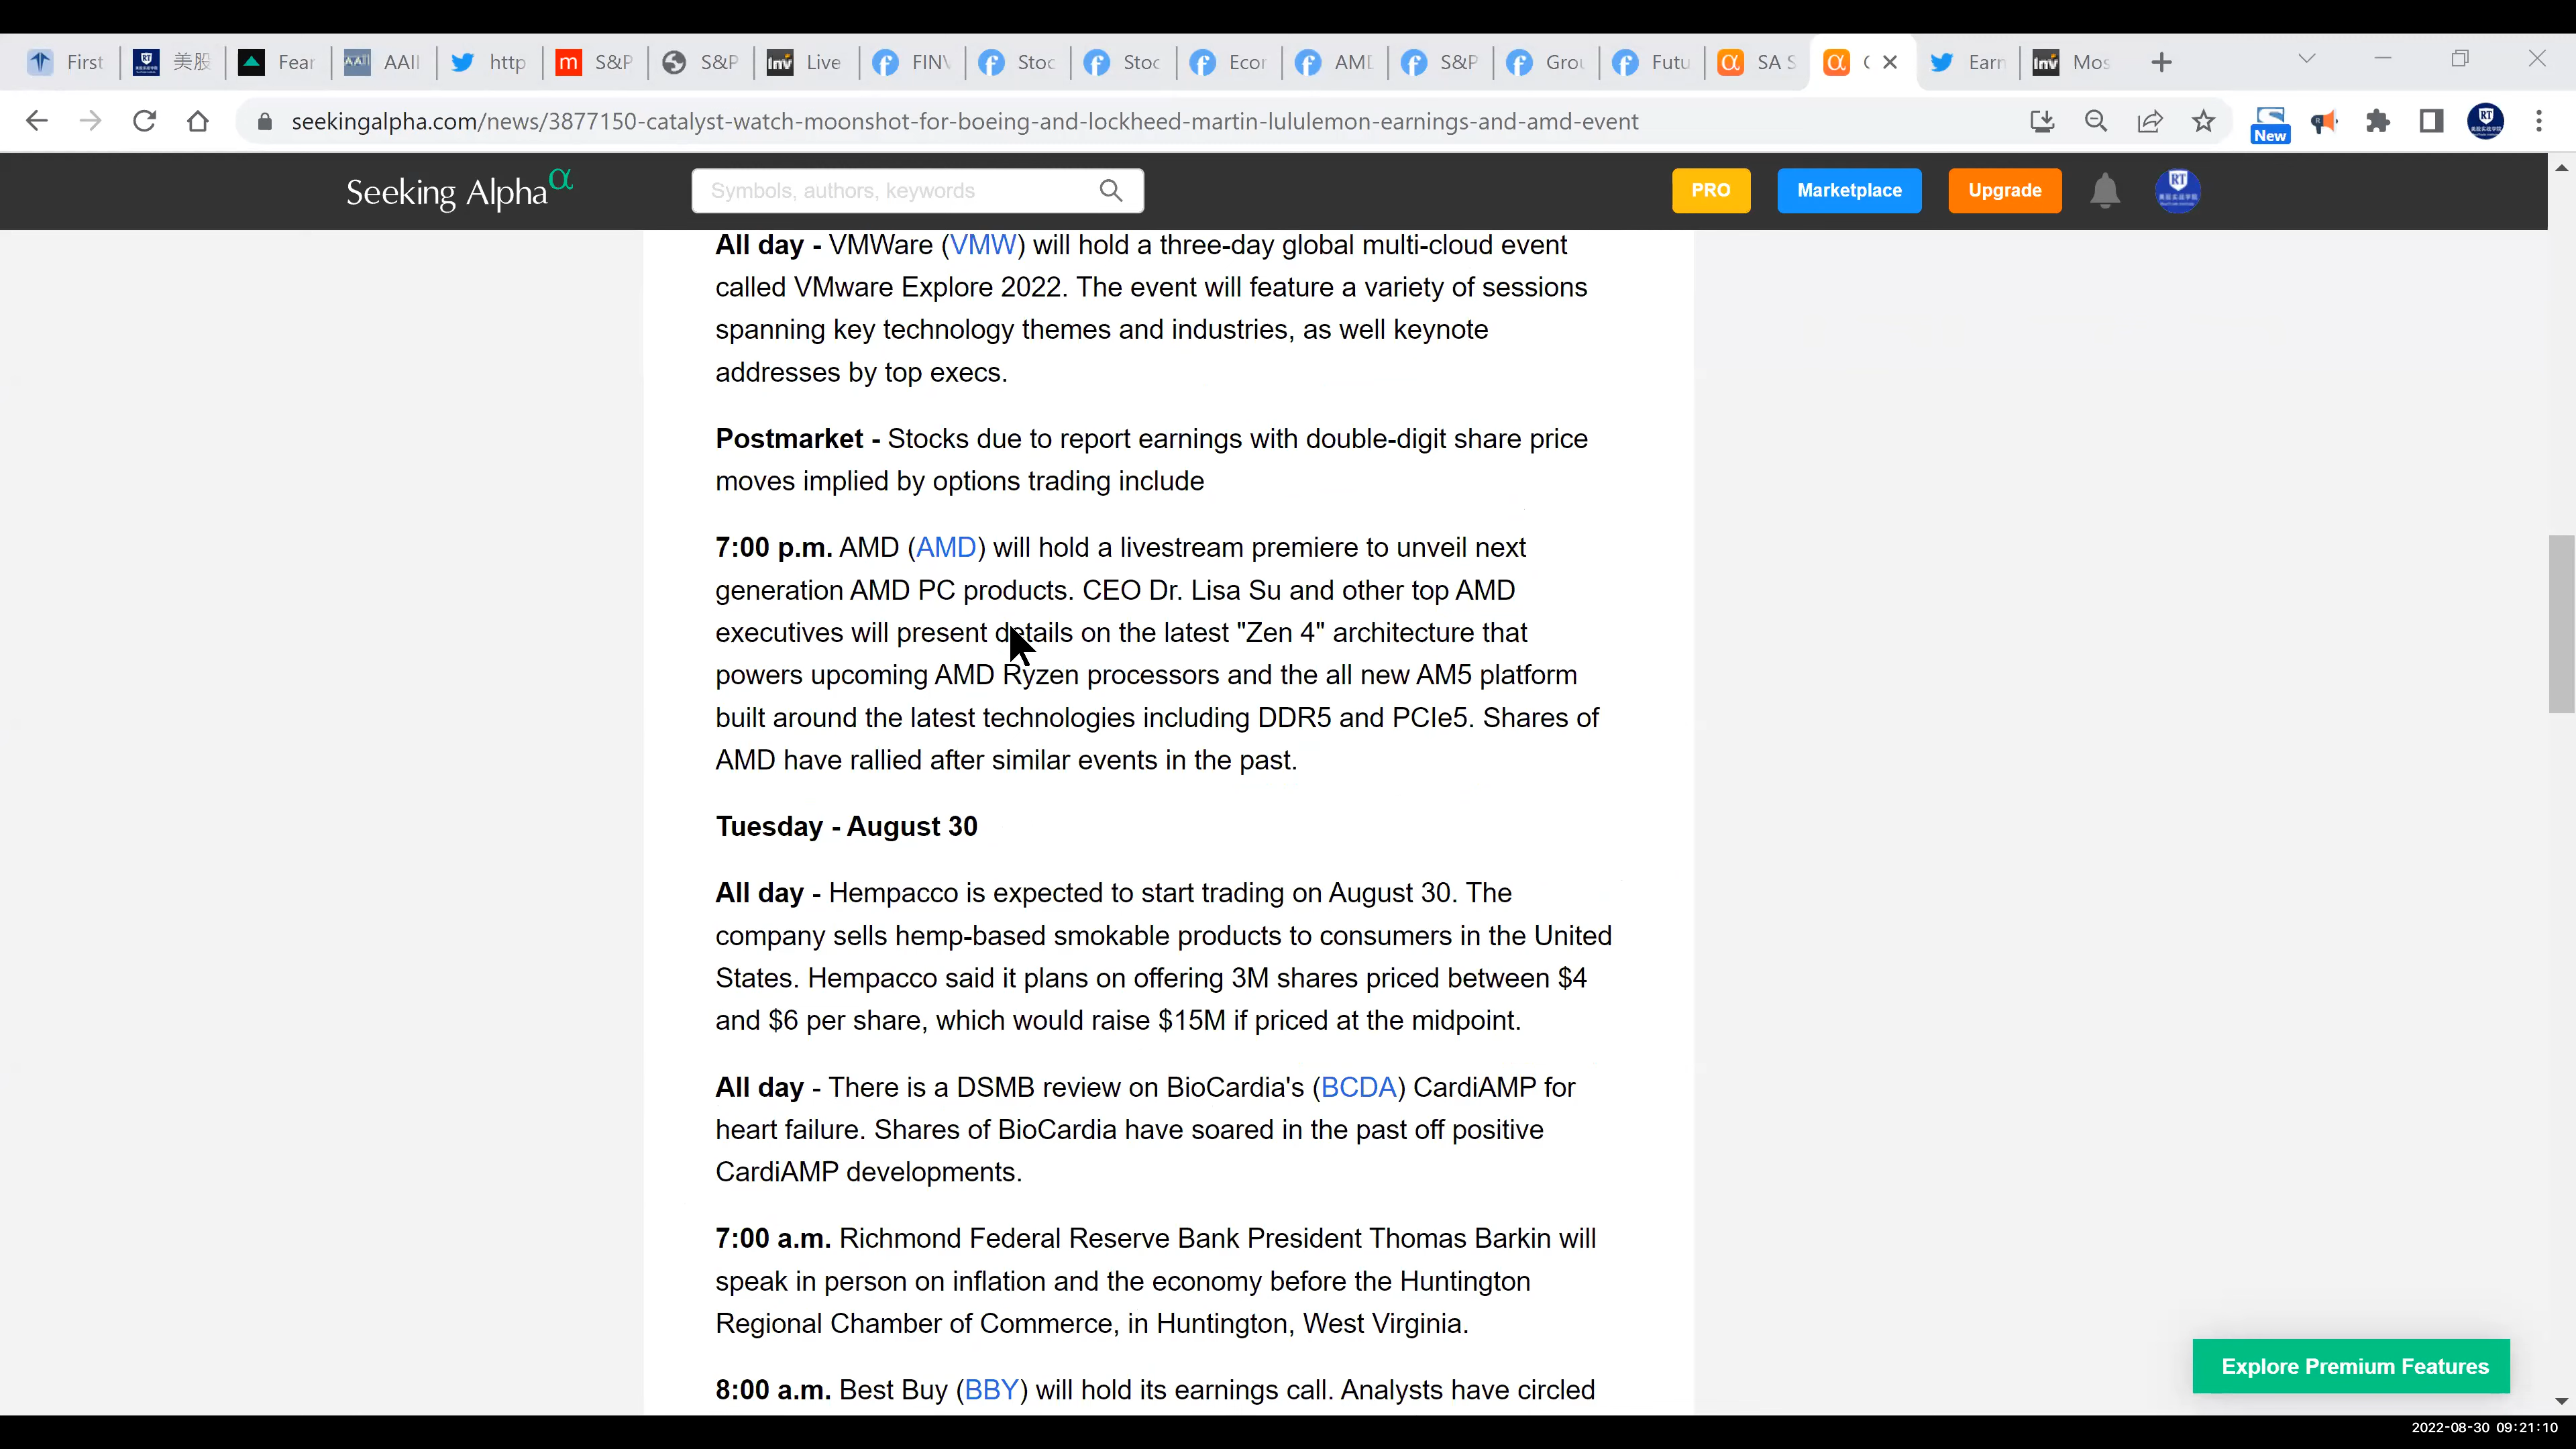 First 美股 Fear AAII http S&P S&P Live FINV Stoc Stoc Econ AMD S&P Grou Futu SA S Earn Mos
seekingalpha.com/news/3877150-catalyst-watch-moonshot-for-boeing-and-lockheed-martin-lululemon-earnings-and-amd-event
New
Seeking Alpha α
Symbols, authors, keywords
PRO
Marketplace
Upgrade
All day - VMWare (VMW) will hold a three-day global multi-cloud event
called VMware Explore 2022. The event will feature a variety of sessions
spanning key technology themes and industries, as well keynote
addresses by top execs.
Postmarket - Stocks due to report earnings with double-digit share price
moves implied by options trading include
7:00 p.m. AMD (AMD) will hold a livestream premiere to unveil next
generation AMD PC products. CEO Dr. Lisa Su and other top AMD
executives will present details on the latest "Zen 4" architecture that
powers upcoming AMD Ryzen processors and the all new AM5 platform
built around the latest technologies including DDR5 and PCIe5. Shares of
AMD have rallied after similar events in the past.
Tuesday - August 30
All day - Hempacco is expected to start trading on August 30. The
company sells hemp-based smokable products to consumers in the United
States. Hempacco said it plans on offering 3M shares priced between $4
and $6 per share, which would raise $15M if priced at the midpoint.
All day - There is a DSMB review on BioCardia's (BCDA) CardiAMP for
heart failure. Shares of BioCardia have soared in the past off positive
CardiAMP developments.
7:00 a.m. Richmond Federal Reserve Bank President Thomas Barkin will
speak in person on inflation and the economy before the Huntington
Regional Chamber of Commerce, in Huntington, West Virginia.
8:00 a.m. Best Buy (BBY) will hold its earnings call. Analysts have circled
Explore Premium Features
2022-08-30 09:21:10